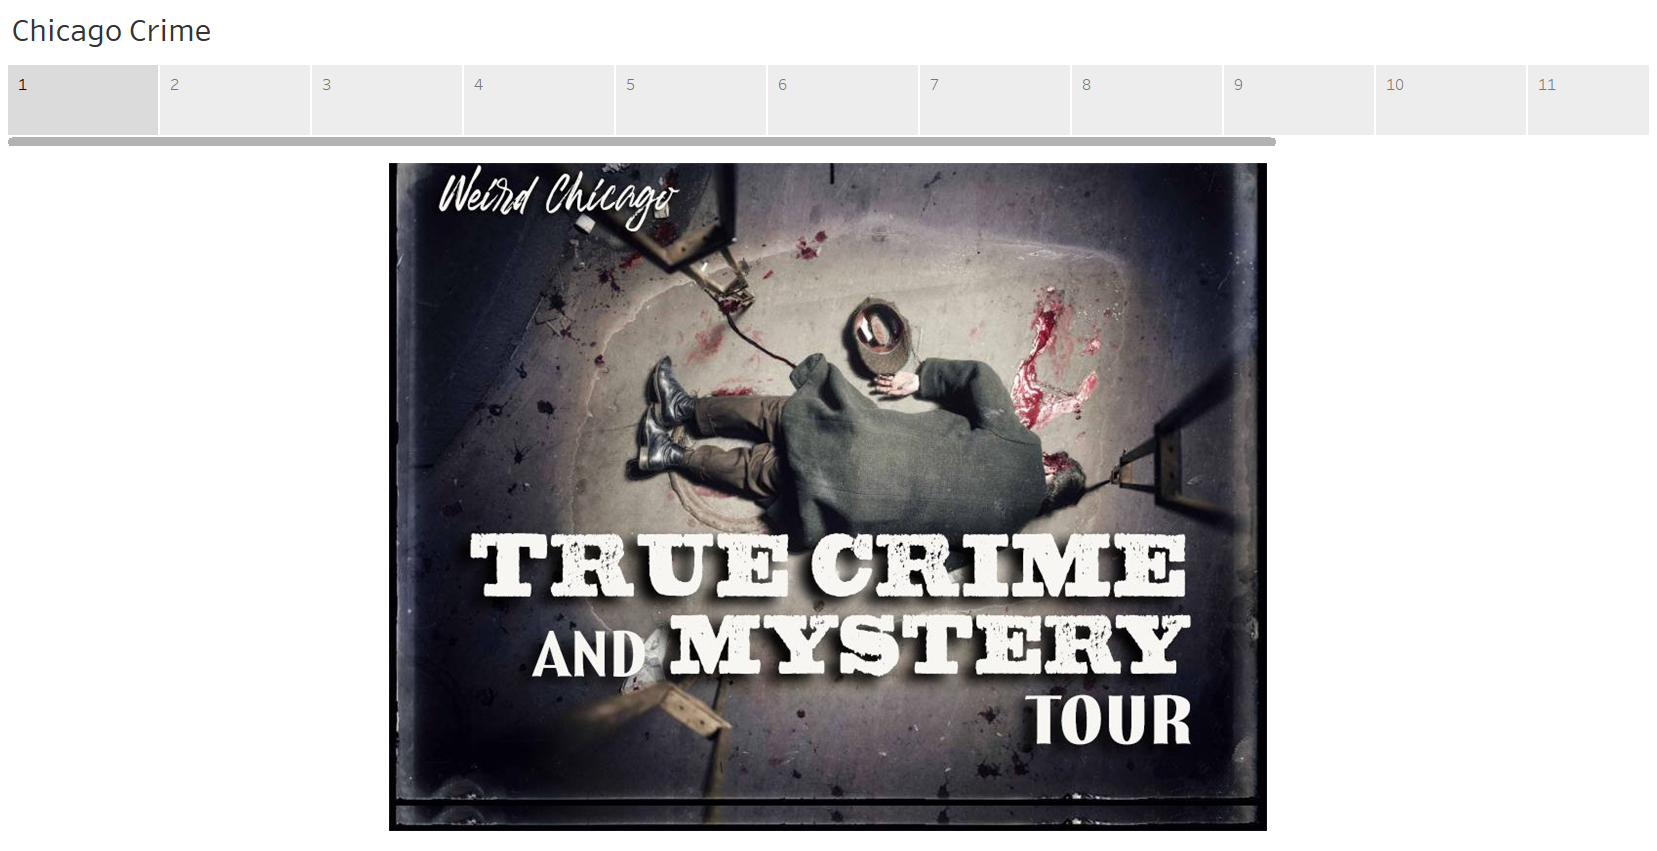 Chicago Crime
1 2 3 4 5 6 7 8 9 10 11
Weird Chicago
TRUE CRIME
AND MYSTERY
TOUR